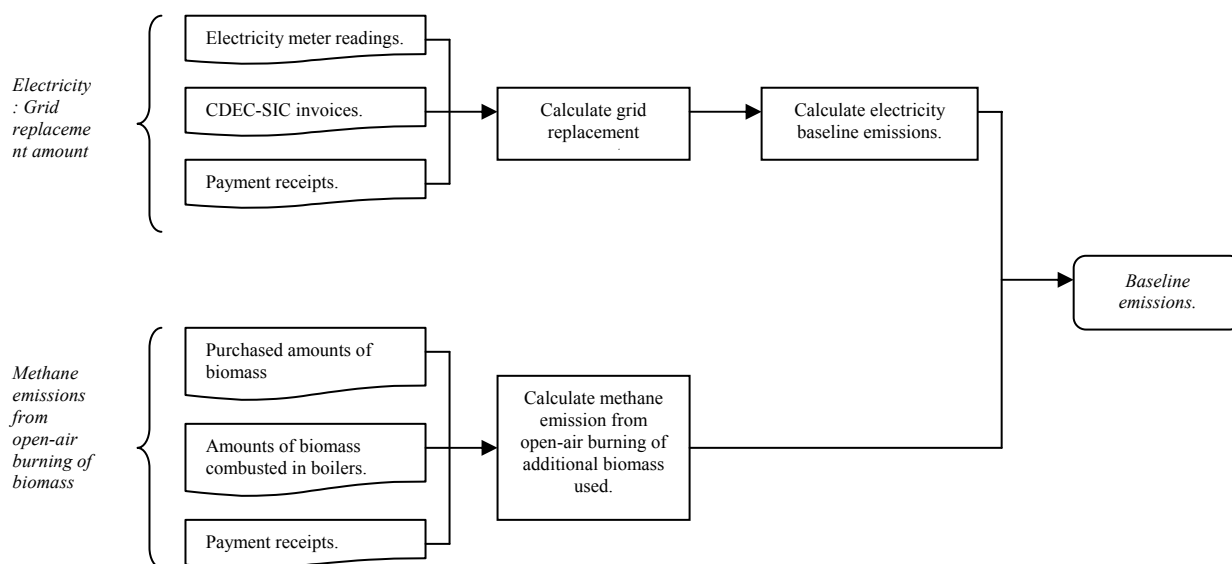 Electricity
: Grid
replaceme
nt amount
Electricity meter readings.
CDEC-SIC invoices.
Payment receipts.
Calculate grid
replacement
.
Calculate electricity
baseline emissions.
Baseline
emissions.
Methane
emissions
from
open-air
burning of
biomass
Purchased amounts of
biomass
Amounts of biomass
combusted in boilers.
Payment receipts.
Calculate methane
emission from
open-air burning of
additional biomass
used.